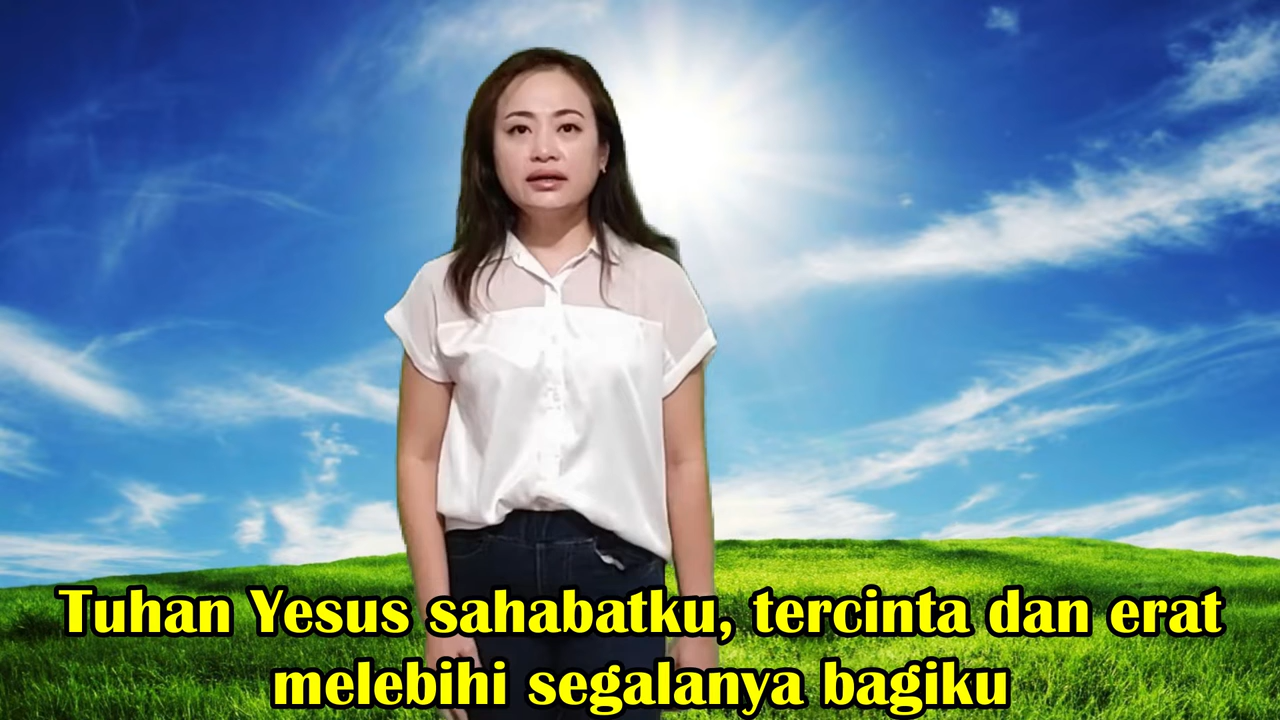 Tuhan Yesus sahabatku, tercinta dan erat
melebihi segalanya bagiku